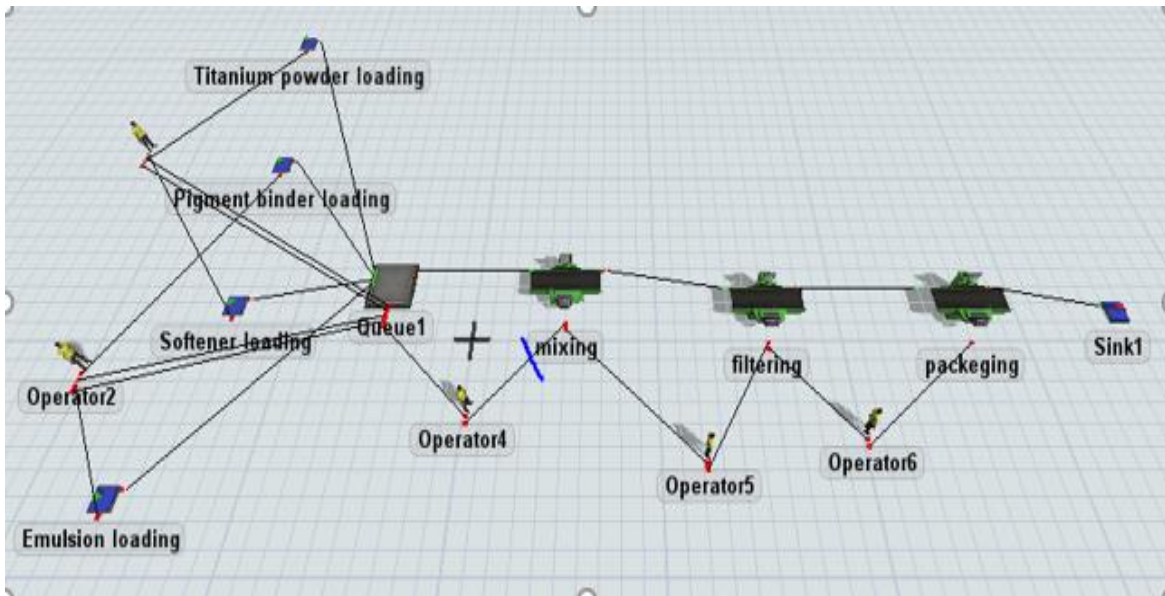 Titanium powder loading
Pigment binder loading
Softener loading
Queue1
mixing
filtering
packeging
Sink1
Operator2
Operator4
Operator5
Operator6
Emulsion loading